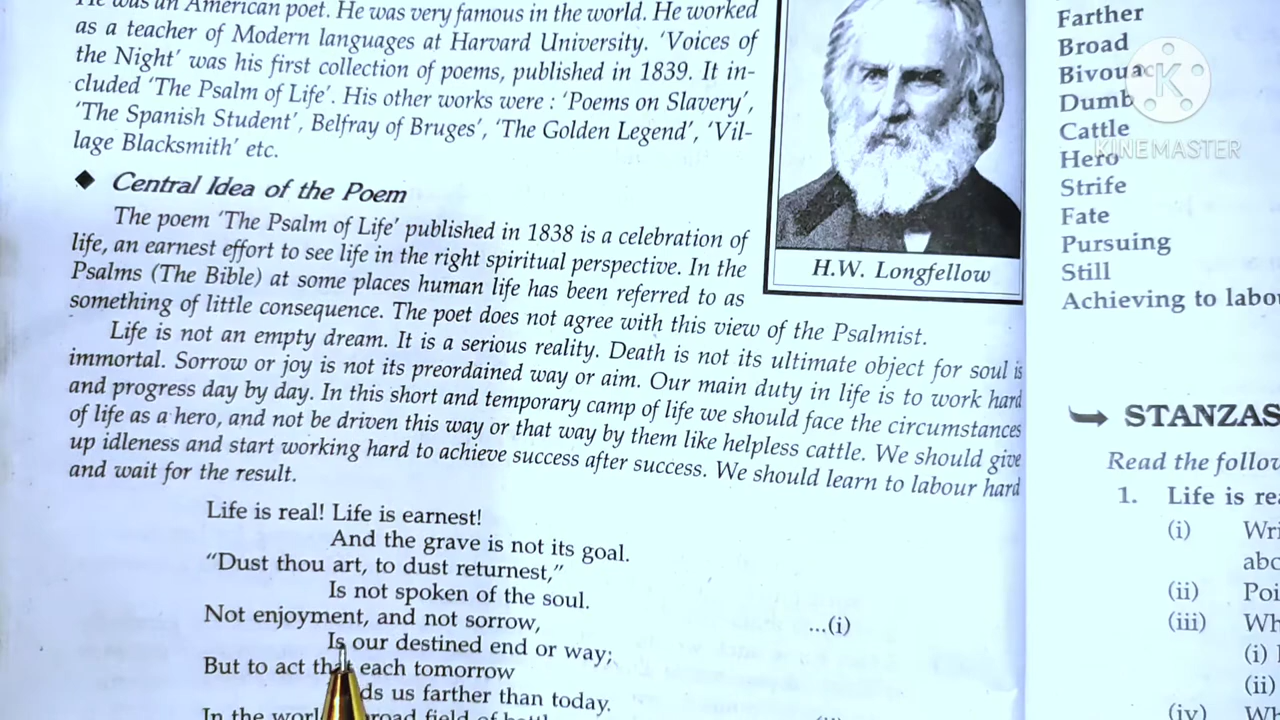 He was an American poet. He was very famous in the world. He worked
as a teacher of Modern languages at Harvard University. 'Voices of
the Night' was his first collection of poems, published in 1839. It in-
cluded 'The Psalm of Life'. His other works were : 'Poems on Slavery',
'The Spanish Student', Belfray of Bruges', 'The Golden Legend', 'Vil-
lage Blacksmith' etc.
H.W. Longfellow
◆ Central Idea of the Poem
The poem 'The Psalm of Life' published in 1838 is a celebration of
life, an earnest effort to see life in the right spiritual perspective. In the
Psalms (The Bible) at some places human life has been referred to as
something of little consequence. The poet does not agree with this view of the Psalmist.
Life is not an empty dream. It is a serious reality. Death is not its ultimate object for soul is
immortal. Sorrow or joy is not its preordained way or aim. Our main duty in life is to work hard
and progress day by day. In this short and temporary camp of life we should face the circumstances
of life as a hero, and not be driven this way or that way by them like helpless cattle. We should give
up idleness and start working hard to achieve success after success. We should learn to labour hard
and wait for the result.
Life is real! Life is earnest!
And the grave is not its goal.
"Dust thou art, to dust returnest,"
Is not spoken of the soul.
Not enjoyment, and not sorrow, ...(i)
Is our destined end or way;
But to act that each tomorrow
ds us farther than today.
In the worl road field of
Farther
Broad
Bivouac
Dumb
Cattle
Hero
Strife
Fate
Pursuing
Still
Achieving to labou
➥ STANZAS
Read the follow
1. Life is rea
(i) Wri
abo
(ii) Poi
(iii) Wh
(i) I
(ii)
(iv) Wh
K
KINEMASTER